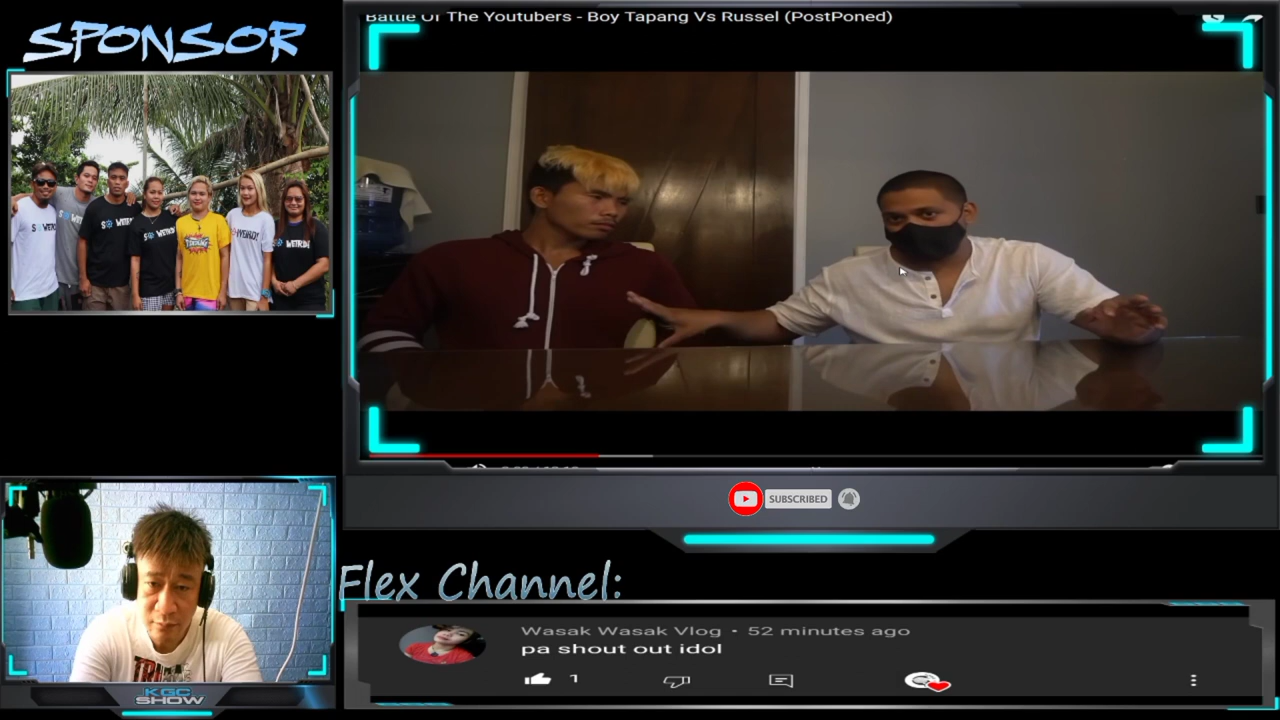 SPONSOR
Battle Of The Youtubers - Boy Tapang Vs Russel (PostPoned)
SUBSCRIBED
Flex Channel:
Wasak Wasak Vlog • 52 minutes ago
pa shout out idol
1
KGC
SHOW